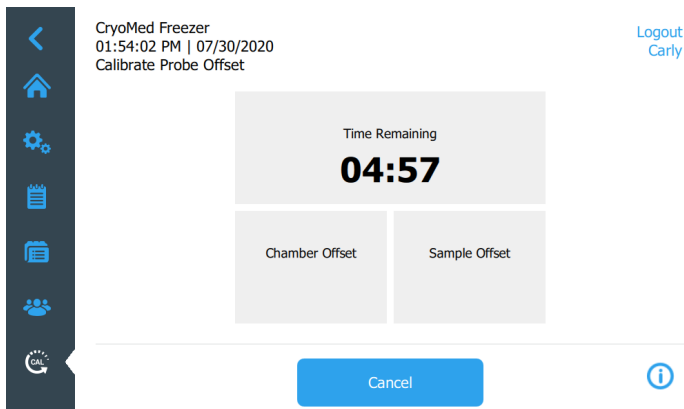 CryoMed Freezer
01:54:02 PM | 07/30/2020
Calibrate Probe Offset
Logout
Carly
Time Remaining
04:57
Chamber Offset
Sample Offset
CAL
Cancel